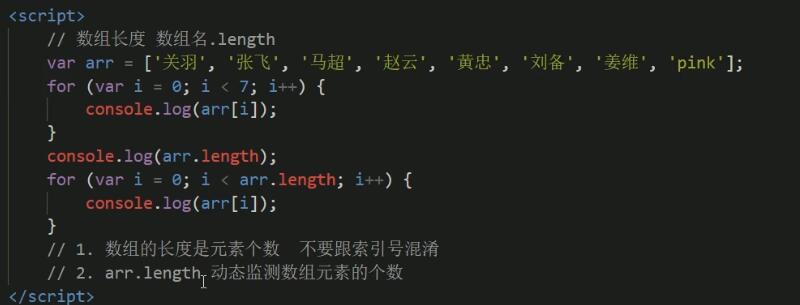 <script>
// 数组长度 数组名.length
var arr = ['关羽', '张飞', '马超', '赵云', '黄忠', '刘备', '姜维', 'pink'];
for (var i = 0; i < 7; i++) {
console.log(arr[i]);
}
console.log(arr.length);
for (var i = 0; i < arr.length; i++) {
console.log(arr[i]);
}
// 1. 数组的长度是元素个数 不要跟索引号混淆
// 2. arr.length 动态监测数组元素的个数
</script>